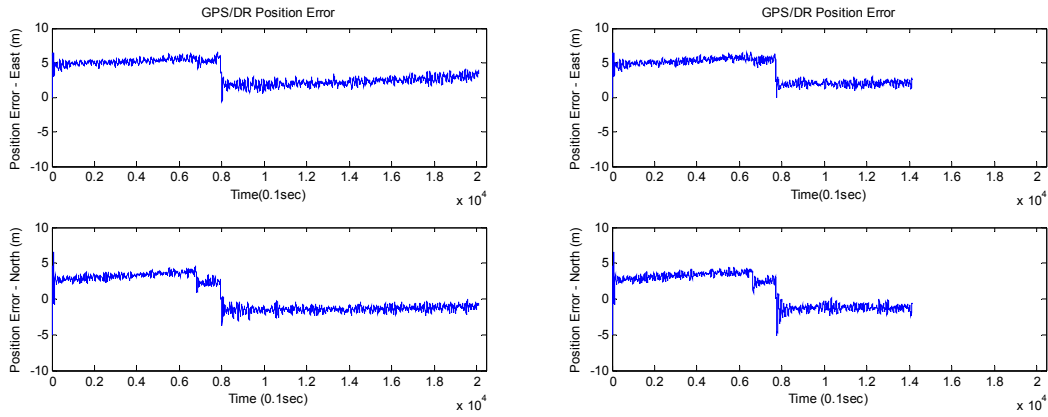 GPS/DR Position Error
Position Error - East (m)
10
5
0
-5
-10
0 0.2 0.4 0.6 0.8 1 1.2 1.4 1.6 1.8 2
Time(0.1sec)
x 10^4
Position Error - North (m)
10
5
0
-5
-10
0 0.2 0.4 0.6 0.8 1 1.2 1.4 1.6 1.8 2
Time (0.1sec)
x 10^4
GPS/DR Position Error
Position Error - East (m)
10
5
0
-5
-10
0 0.2 0.4 0.6 0.8 1 1.2 1.4 1.6 1.8 2
Time(0.1sec)
x 10^4
Position Error - North (m)
10
5
0
-5
-10
0 0.2 0.4 0.6 0.8 1 1.2 1.4 1.6 1.8 2
Time (0.1sec)
x 10^4